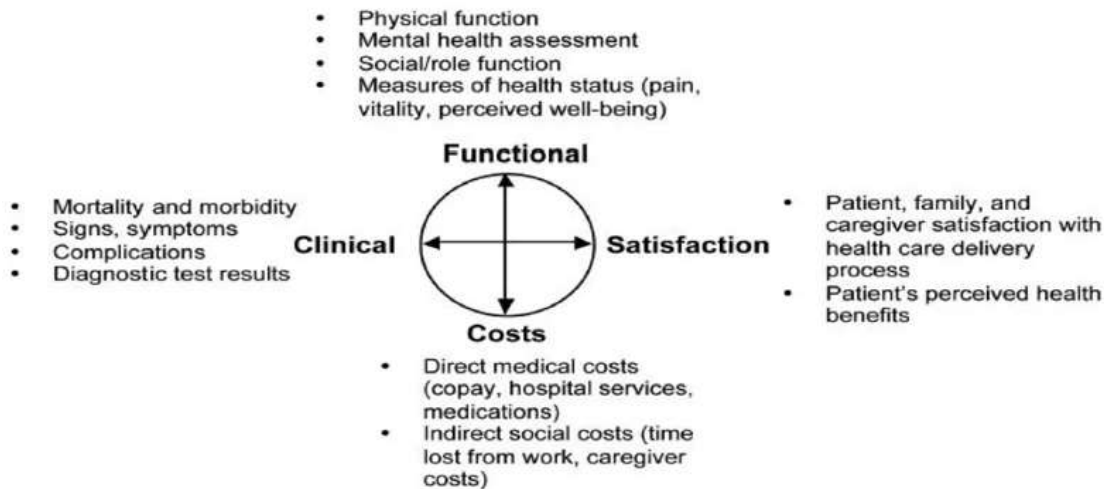 • Physical function
• Mental health assessment
• Social/role function
• Measures of health status (pain,
vitality, perceived well-being)
Functional
• Mortality and morbidity
• Signs, symptoms
• Complications
• Diagnostic test results
Clinical
Satisfaction
• Patient, family, and
caregiver satisfaction with
health care delivery
process
• Patient's perceived health
benefits
Costs
• Direct medical costs
(copay, hospital services,
medications)
• Indirect social costs (time
lost from work, caregiver
costs)